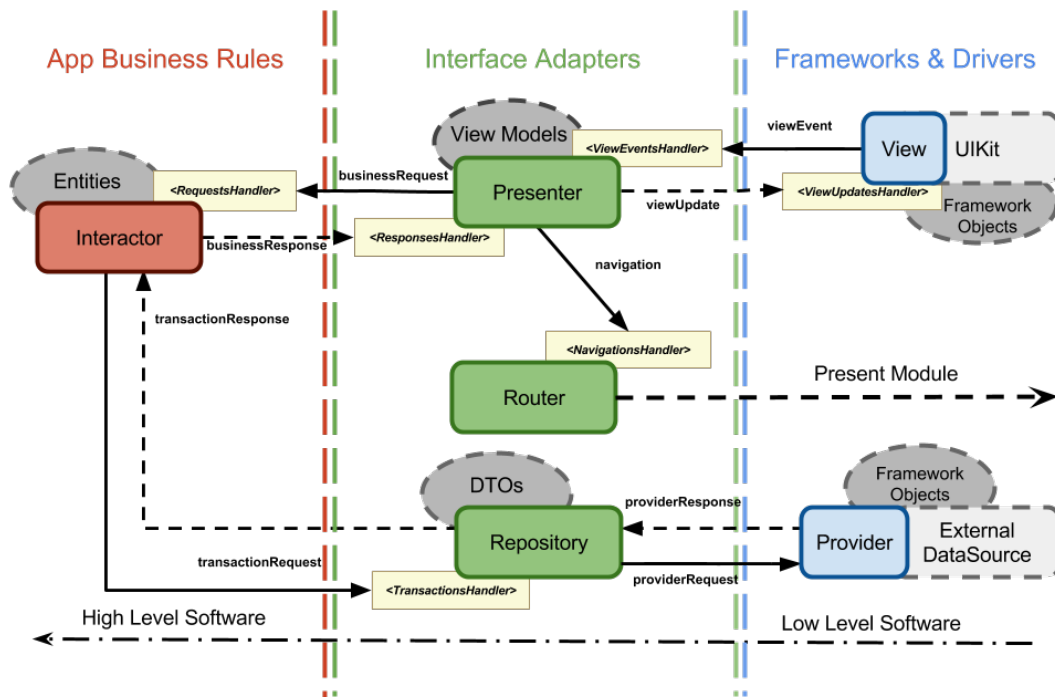 App Business Rules
Interface Adapters
Frameworks & Drivers
View Models
viewEvent
<ViewEventsHandler>
View
UIKit
Entities
businessRequest
<RequestsHandler>
Presenter
viewUpdate
<ViewUpdatesHandler>
Framework
Objects
Interactor
businessResponse
<ResponsesHandler>
navigation
transactionResponse
<NavigationsHandler>
Router
Present Module
DTOs
Framework
Objects
providerResponse
Repository
Provider
External
DataSource
transactionRequest
providerRequest
<TransactionsHandler>
High Level Software
Low Level Software